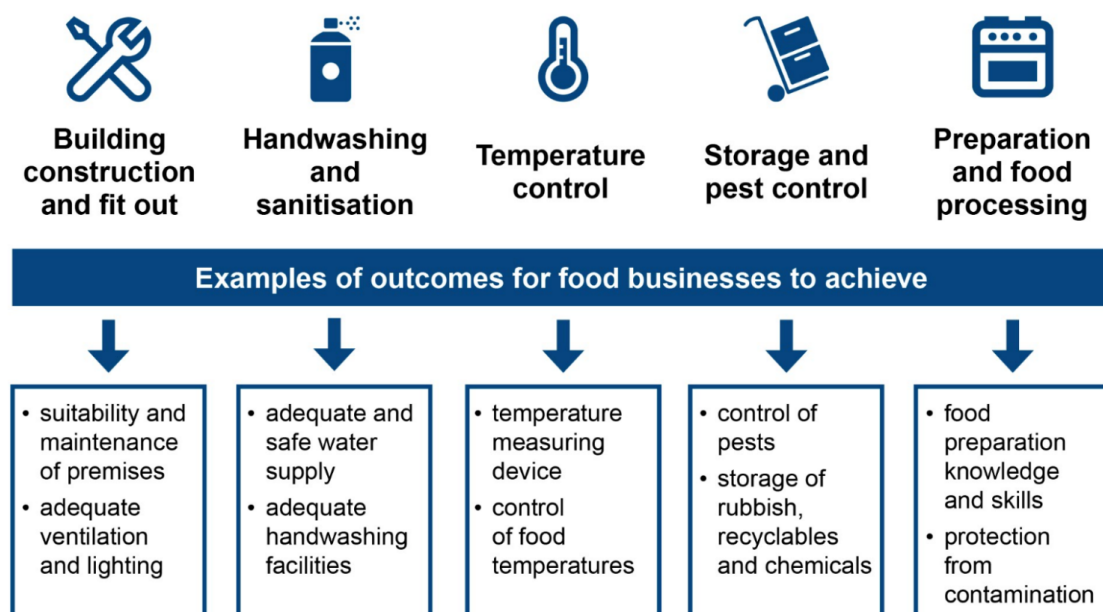 Building
construction
and fit out
Handwashing
and
sanitisation
Temperature
control
Storage and
pest control
Preparation
and food
processing
Examples of outcomes for food businesses to achieve
• suitability and
maintenance
of premises
• adequate
ventilation
and lighting
• adequate and
safe water
supply
• adequate
handwashing
facilities
• temperature
measuring
device
• control
of food
temperatures
• control of
pests
• storage of
rubbish,
recyclables
and chemicals
• food
preparation
knowledge
and skills
• protection
from
contamination